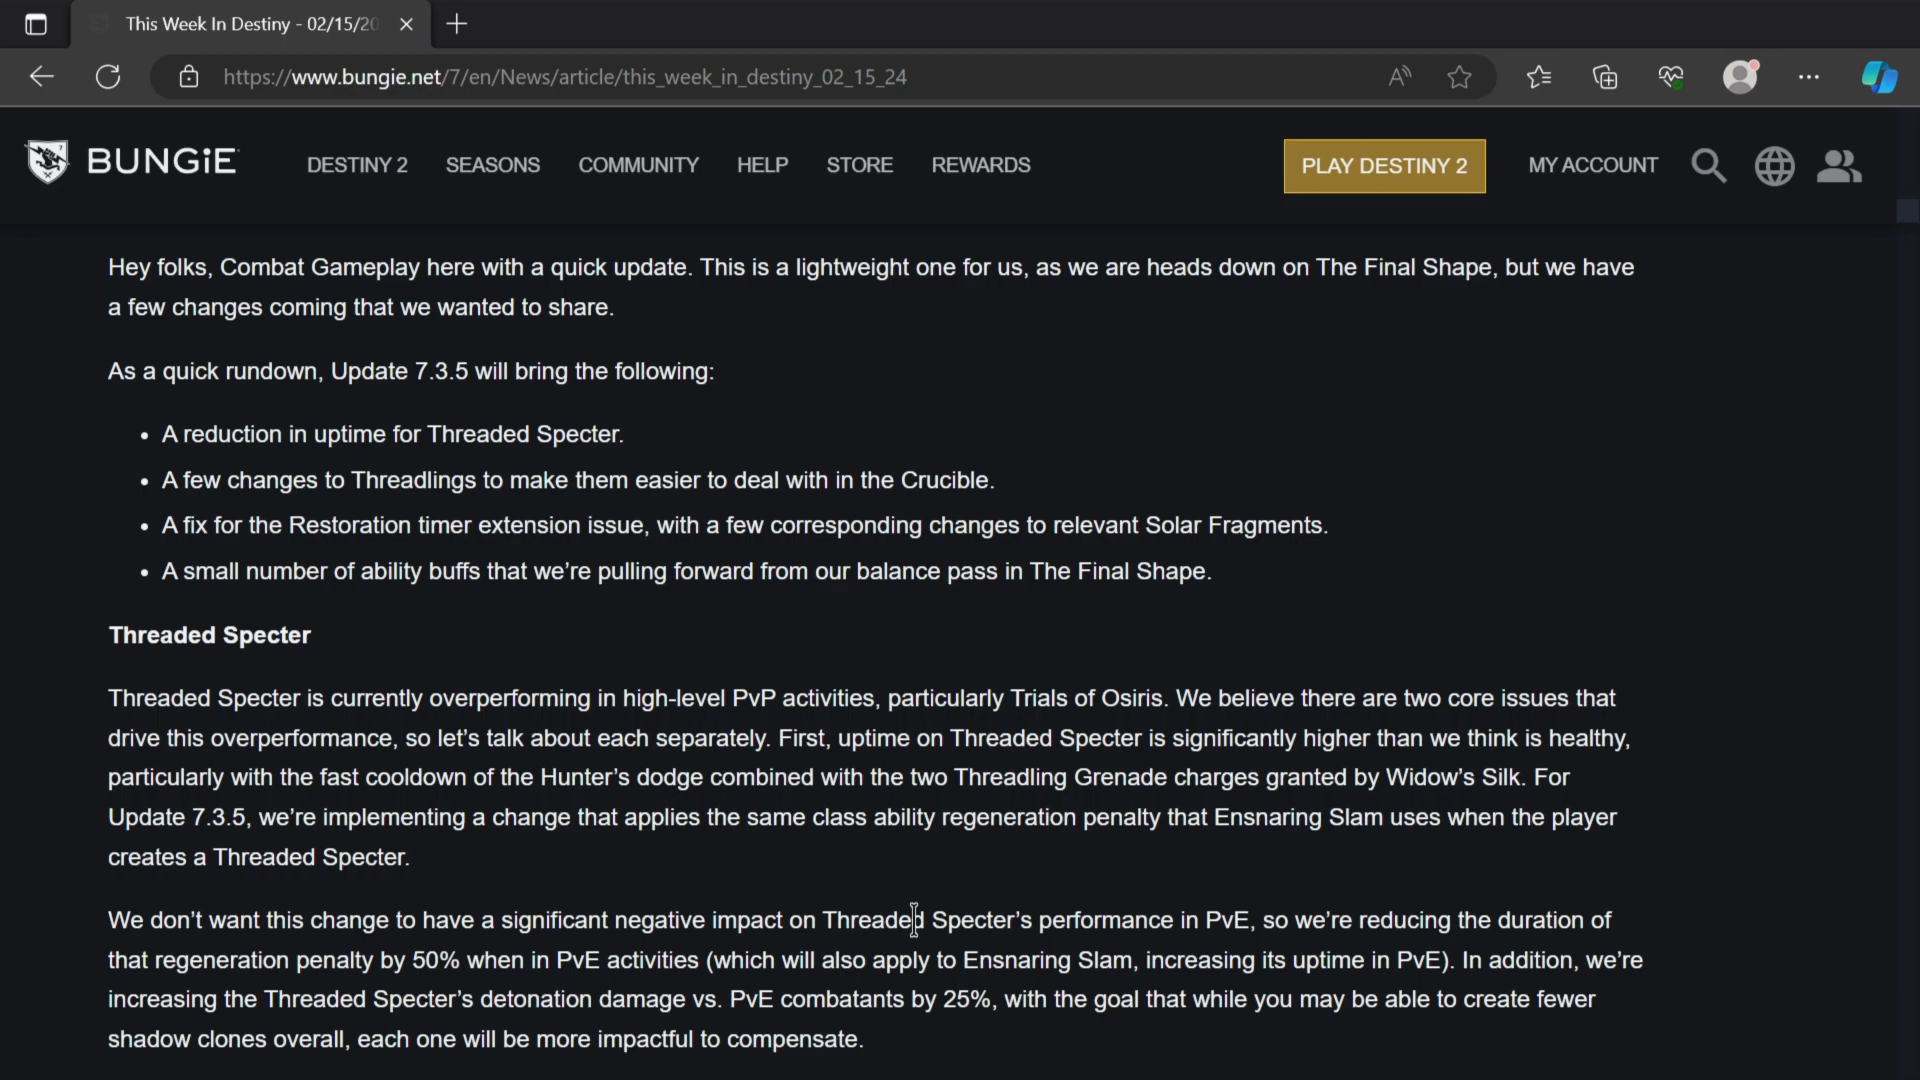 This Week In Destiny - 02/15/20
https://www.bungie.net/7/en/News/article/this_week_in_destiny_02_15_24
BUNGiE
DESTINY 2
SEASONS
COMMUNITY
HELP
STORE
REWARDS
PLAY DESTINY 2
MY ACCOUNT
Hey folks, Combat Gameplay here with a quick update. This is a lightweight one for us, as we are heads down on The Final Shape, but we have
a few changes coming that we wanted to share.
As a quick rundown, Update 7.3.5 will bring the following:
• A reduction in uptime for Threaded Specter.
• A few changes to Threadlings to make them easier to deal with in the Crucible.
• A fix for the Restoration timer extension issue, with a few corresponding changes to relevant Solar Fragments.
• A small number of ability buffs that we’re pulling forward from our balance pass in The Final Shape.
Threaded Specter
Threaded Specter is currently overperforming in high-level PvP activities, particularly Trials of Osiris. We believe there are two core issues that
drive this overperformance, so let’s talk about each separately. First, uptime on Threaded Specter is significantly higher than we think is healthy,
particularly with the fast cooldown of the Hunter’s dodge combined with the two Threadling Grenade charges granted by Widow’s Silk. For
Update 7.3.5, we’re implementing a change that applies the same class ability regeneration penalty that Ensnaring Slam uses when the player
creates a Threaded Specter.
We don’t want this change to have a significant negative impact on Threaded Specter’s performance in PvE, so we’re reducing the duration of
that regeneration penalty by 50% when in PvE activities (which will also apply to Ensnaring Slam, increasing its uptime in PvE). In addition, we’re
increasing the Threaded Specter’s detonation damage vs. PvE combatants by 25%, with the goal that while you may be able to create fewer
shadow clones overall, each one will be more impactful to compensate.